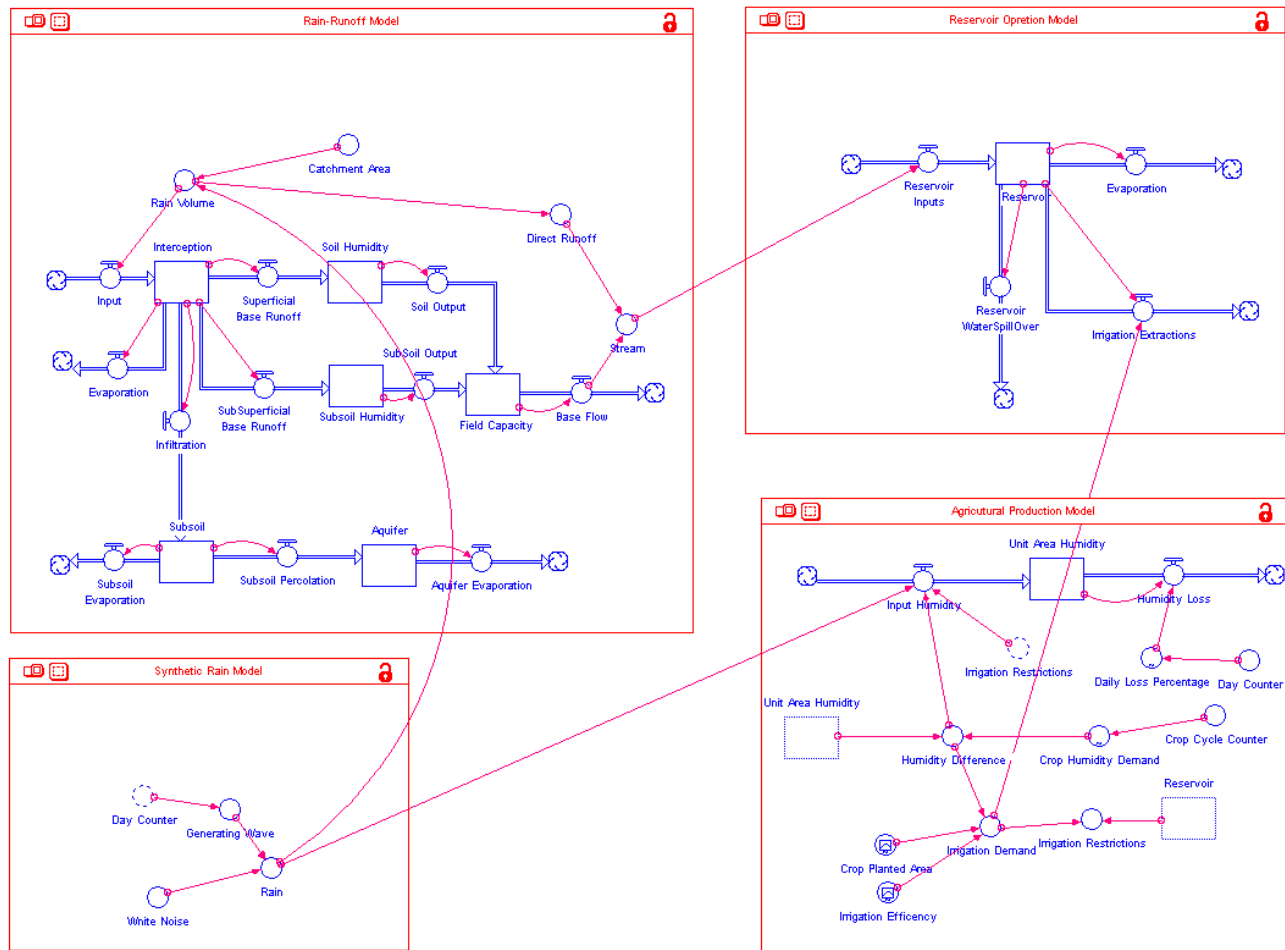 Rain-Runoff Model
Catchment Area
Rain Volume
Direct Runoff
Interception
Soil Humidity
Input
Superficial
Base Runoff
Soil Output
Stream
SubSoil Output
Evaporation
SubSuperficial
Base Runoff
Subsoil Humidity
Field Capacity
Base Flow
Infiltration
Subsoil
Aquifer
Subsoil
Evaporation
Subsoil Percolation
Aquifer Evaporation
Reservoir Opretion Model
Reservoir
Inputs
Reservoir
Evaporation
Reservoir
WaterSpillOver
Irrigation Extractions
Synthetic Rain Model
Day Counter
Generating Wave
Rain
Wnite Noise
Agricutural Production Model
Unit Area Humidity
Input Humidity
Humidity Loss
Irrigation Restrictions
Daily Loss Percentage
Day Counter
Unit Area Humidity
Humidity Difference
Crop Humidity Demand
Crop Cycle Counter
Reservoir
Irrigation Demand
Irrigation Restrictions
Crop Planted Area
Irrigation Efficency